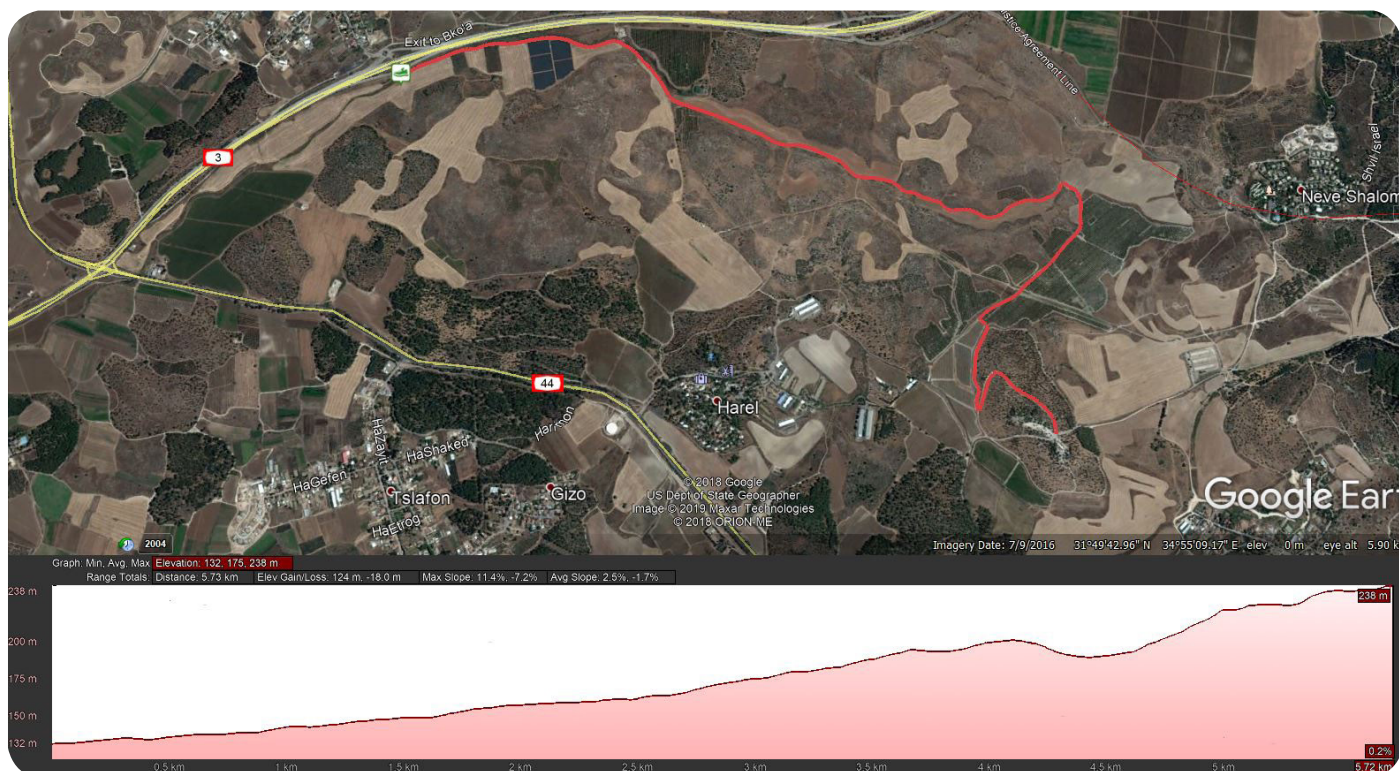 Exit to Bko'a
stice Agreement Line
3
Shvil Israel
Neve Shalom
44
Harel
HaZayit
HaShaked
HaGefen
Tslafon
Gizo
HaEtrog
© 2018 Google
US Dept of State Geographer
Image © 2019 Maxar Technologies
© 2018 ORION-ME
Google Ear
2004
Imagery Date: 7/9/2016 31°49'42.96" N 34°55'09.17" E elev 0 m eye alt 5.90 k
Graph: Min, Avg, Max Elevation: 132, 175, 238 m
Range Totals: Distance: 5.73 km Elev Gain/Loss: 124 m, -18.0 m Max Slope: 11.4%, -7.2% Avg Slope: 2.5%, -1.7%
238 m
238 m
200 m
175 m
150 m
132 m
0.2%
0.5 km 1 km 1.5 km 2 km 2.5 km 3 km 3.5 km 4 km 4.5 km 5 km 5.72 km